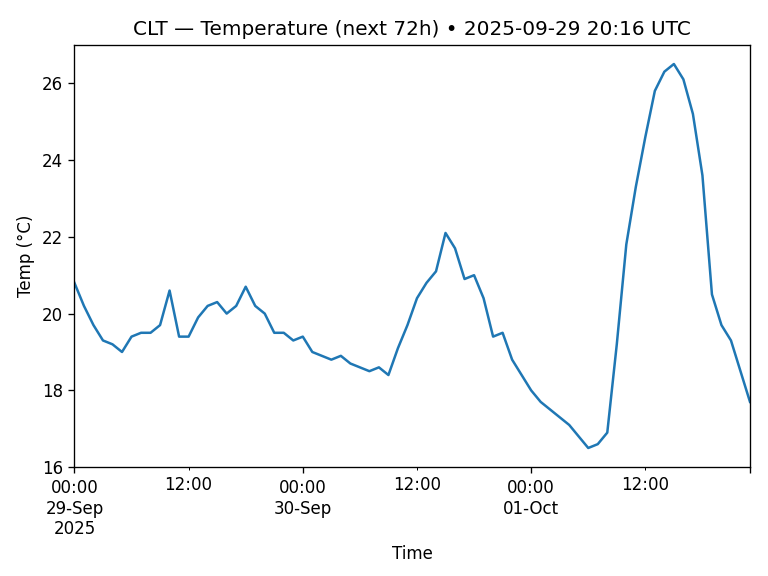 CLT — Temperature (next 72h) • 2025-09-29 20:16 UTC
Temp (°C)
26
24
22
20
18
16
00:00 12:00 00:00 12:00 00:00 12:00
29-Sep 30-Sep 01-Oct
2025
Time